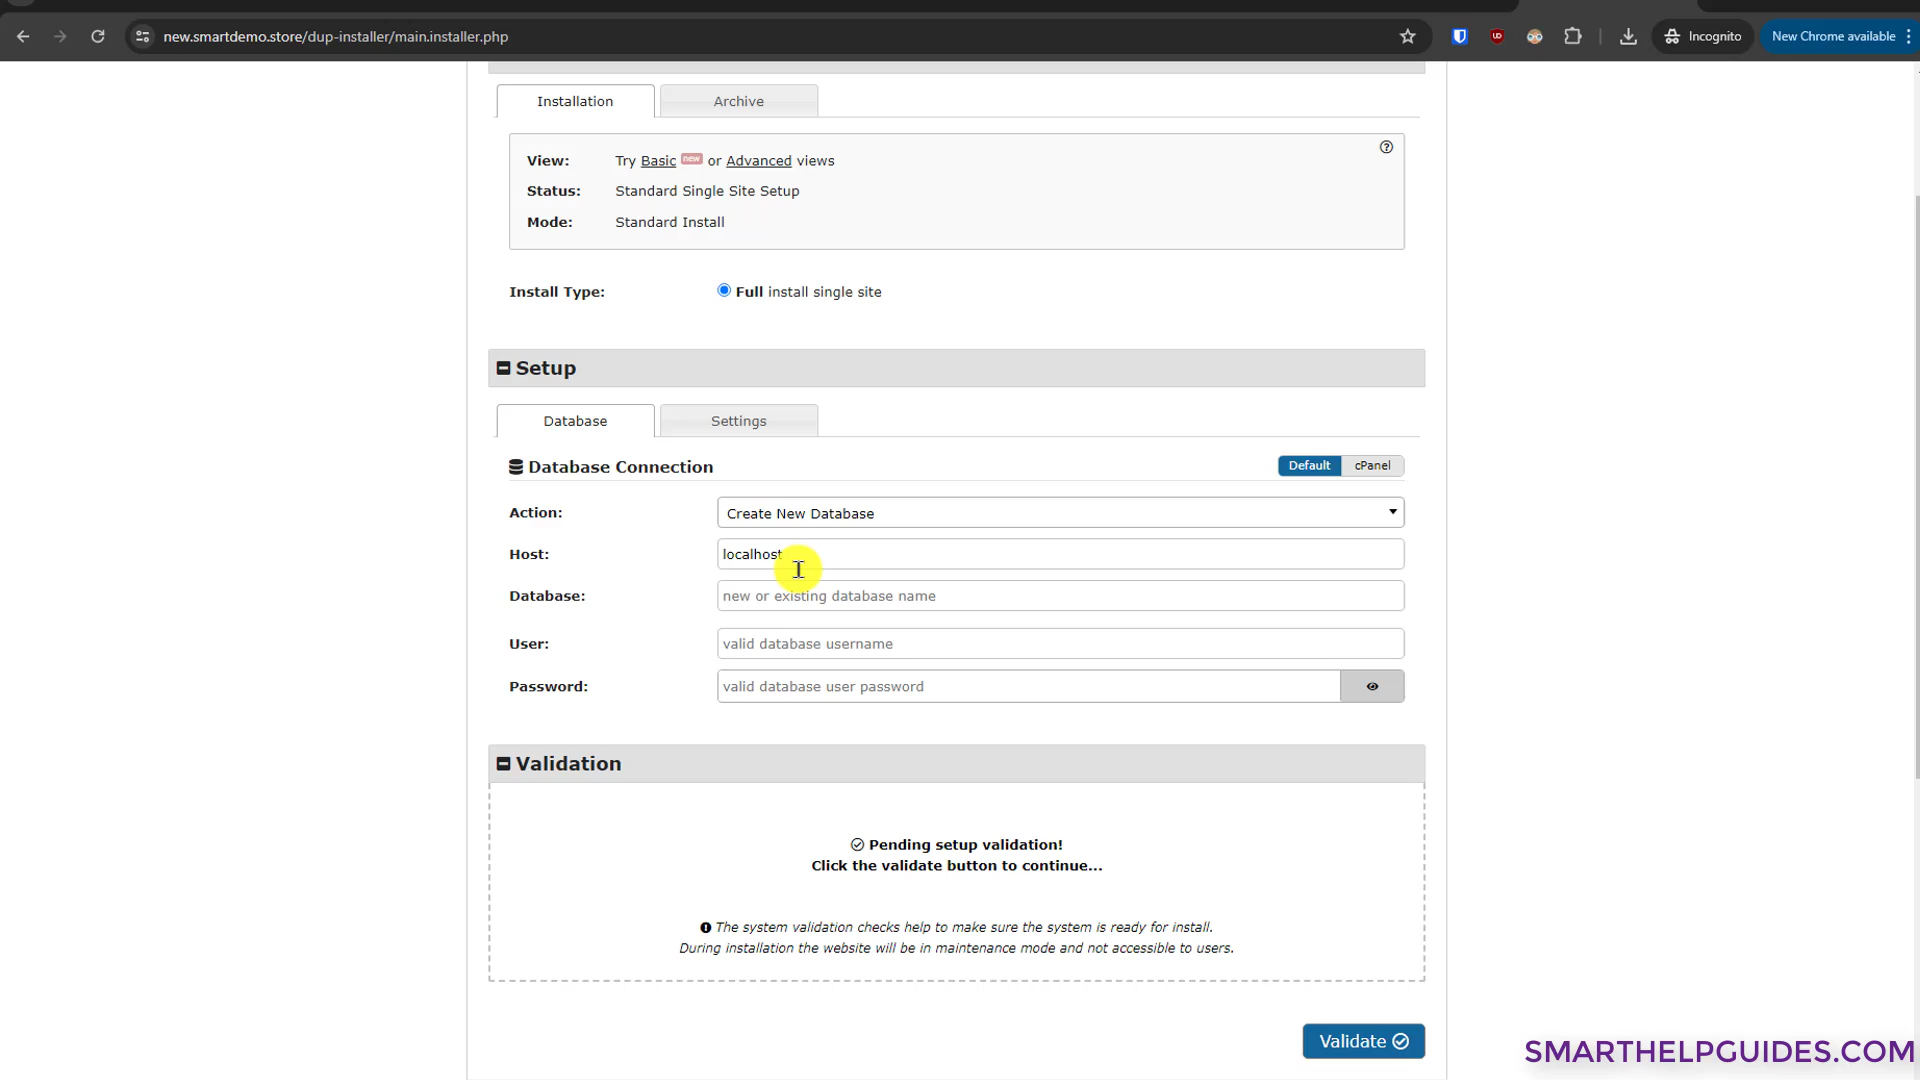 new.smartdemo.store/dup-installer/main.installer.php
UD
Incognito
New Chrome available
Installation
Archive
View:
Try Basic new or Advanced views
Status:
Standard Single Site Setup
Mode:
Standard Install
Install Type:
Full install single site
Setup
Database
Settings
Database Connection
Default
cPanel
Action:
Create New Database
Host:
localhost
Database:
new or existing database name
User:
valid database username
Password:
valid database user password
Validation
Pending setup validation!
Click the validate button to continue...
The system validation checks help to make sure the system is ready for install.
During installation the website will be in maintenance mode and not accessible to users.
Validate
SMARTHELPGUIDES.COM